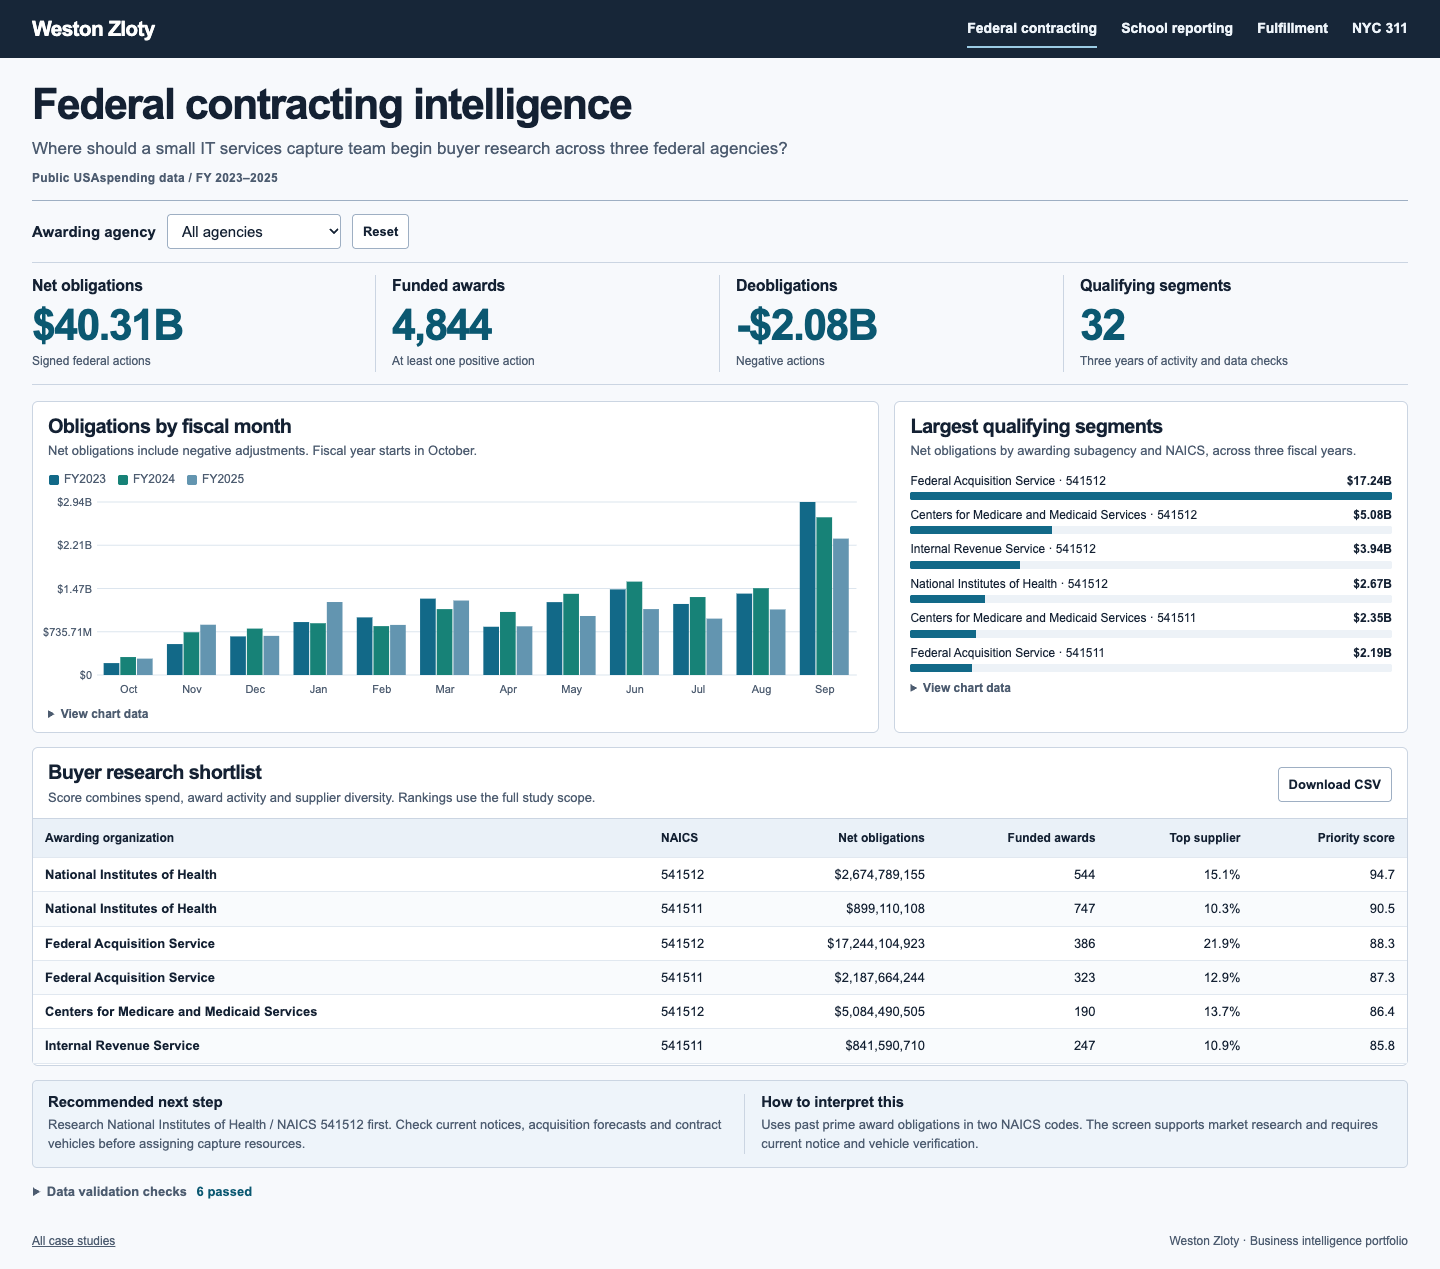 Weston Zloty
Federal contracting School reporting Fulfillment NYC 311
Federal contracting intelligence
Where should a small IT services capture team begin buyer research across three federal agencies?
Public USAspending data / FY 2023–2025
Awarding agency All agencies Reset
Net obligations
$40.31B
Signed federal actions
Funded awards
4,844
At least one positive action
Deobligations
-$2.08B
Negative actions
Qualifying segments
32
Three years of activity and data checks
Obligations by fiscal month
Net obligations include negative adjustments. Fiscal year starts in October.
FY2023 FY2024 FY2025
$2.94B
$2.21B
$1.47B
$735.71M
$0
Oct Nov Dec Jan Feb Mar Apr May Jun Jul Aug Sep
View chart data
Largest qualifying segments
Net obligations by awarding subagency and NAICS, across three fiscal years.
Federal Acquisition Service · 541512 $17.24B
Centers for Medicare and Medicaid Services · 541512 $5.08B
Internal Revenue Service · 541512 $3.94B
National Institutes of Health · 541512 $2.67B
Centers for Medicare and Medicaid Services · 541511 $2.35B
Federal Acquisition Service · 541511 $2.19B
View chart data
Buyer research shortlist
Score combines spend, award activity and supplier diversity. Rankings use the full study scope.
Download CSV
Awarding organization NAICS Net obligations Funded awards Top supplier Priority score
National Institutes of Health 541512 $2,674,789,155 544 15.1% 94.7
National Institutes of Health 541511 $899,110,108 747 10.3% 90.5
Federal Acquisition Service 541512 $17,244,104,923 386 21.9% 88.3
Federal Acquisition Service 541511 $2,187,664,244 323 12.9% 87.3
Centers for Medicare and Medicaid Services 541512 $5,084,490,505 190 13.7% 86.4
Internal Revenue Service 541511 $841,590,710 247 10.9% 85.8
Recommended next step
Research National Institutes of Health / NAICS 541512 first. Check current notices, acquisition forecasts and contract
vehicles before assigning capture resources.
How to interpret this
Uses past prime award obligations in two NAICS codes. The screen supports market research and requires
current notice and vehicle verification.
Data validation checks 6 passed
All case studies
Weston Zloty · Business intelligence portfolio